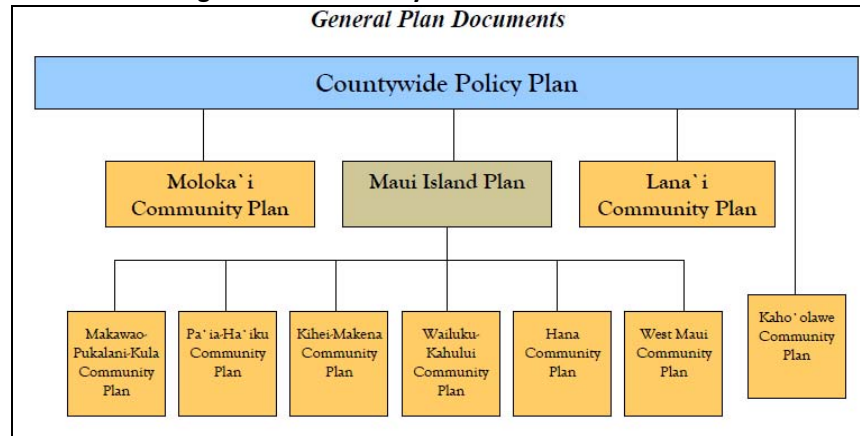 General Plan Documents
Countywide Policy Plan
Moloka`i
Community Plan
Maui Island Plan
Lana`i
Community Plan
Makawao-
Pukalani-Kula
Community
Plan
Pa`ia-Ha`iku
Community
Plan
Kihei-Makena
Community
Plan
Wailuku-
Kahului
Community
Plan
Hana
Community
Plan
West Maui
Community
Plan
Kaho`olawe
Community
Plan